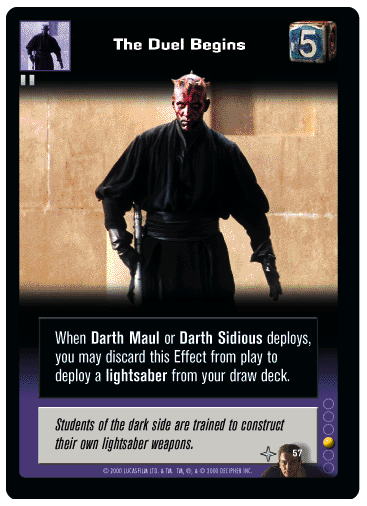 The Duel Begins
5
When Darth Maul or Darth Sidious deploys,
you may discard this Effect from play to
deploy a lightsaber from your draw deck.
Students of the dark side are trained to construct
their own lightsaber weapons.
57
© 2000 LUCASFILM LTD. & TM. TM, ®, & © 2000 DECIPHER INC.